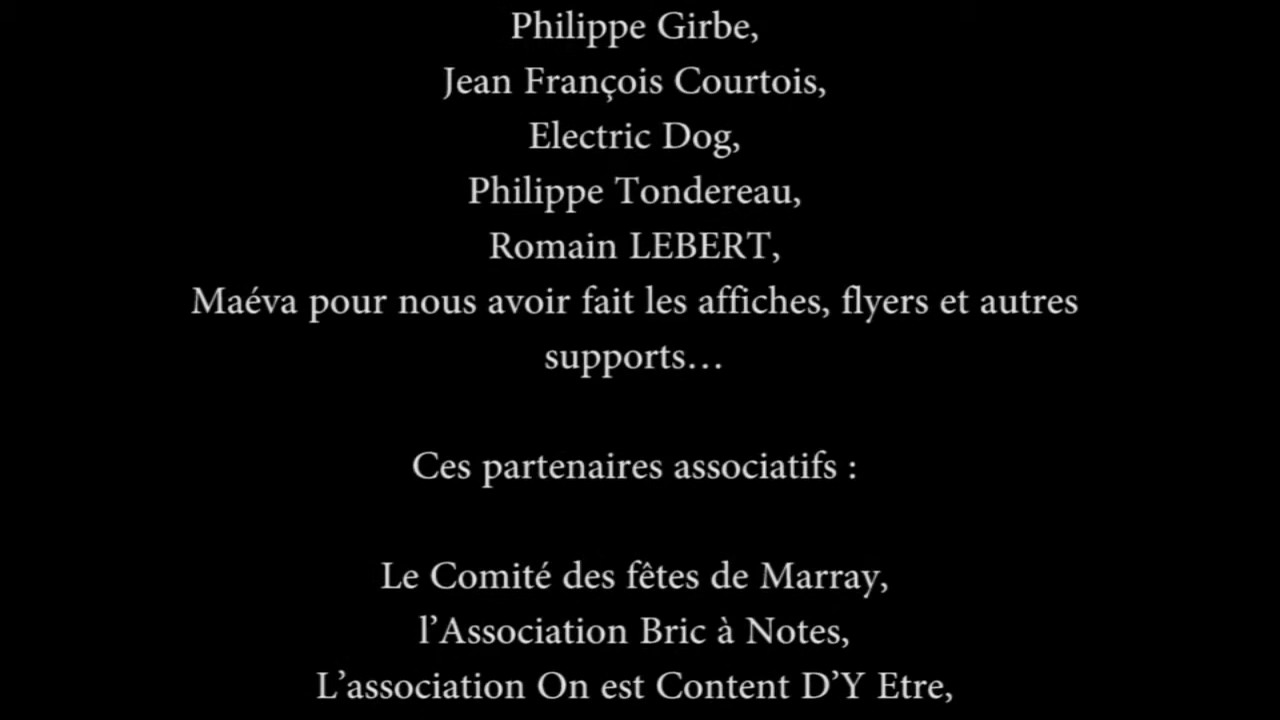 Philippe Girbe,
Jean François Courtois,
Electric Dog,
Philippe Tondereau,
Romain LEBERT,
Maéva pour nous avoir fait les affiches, flyers et autres
supports…
Ces partenaires associatifs :
Le Comité des fêtes de Marray,
l’Association Bric à Notes,
L’association On est Content D’Y Etre,